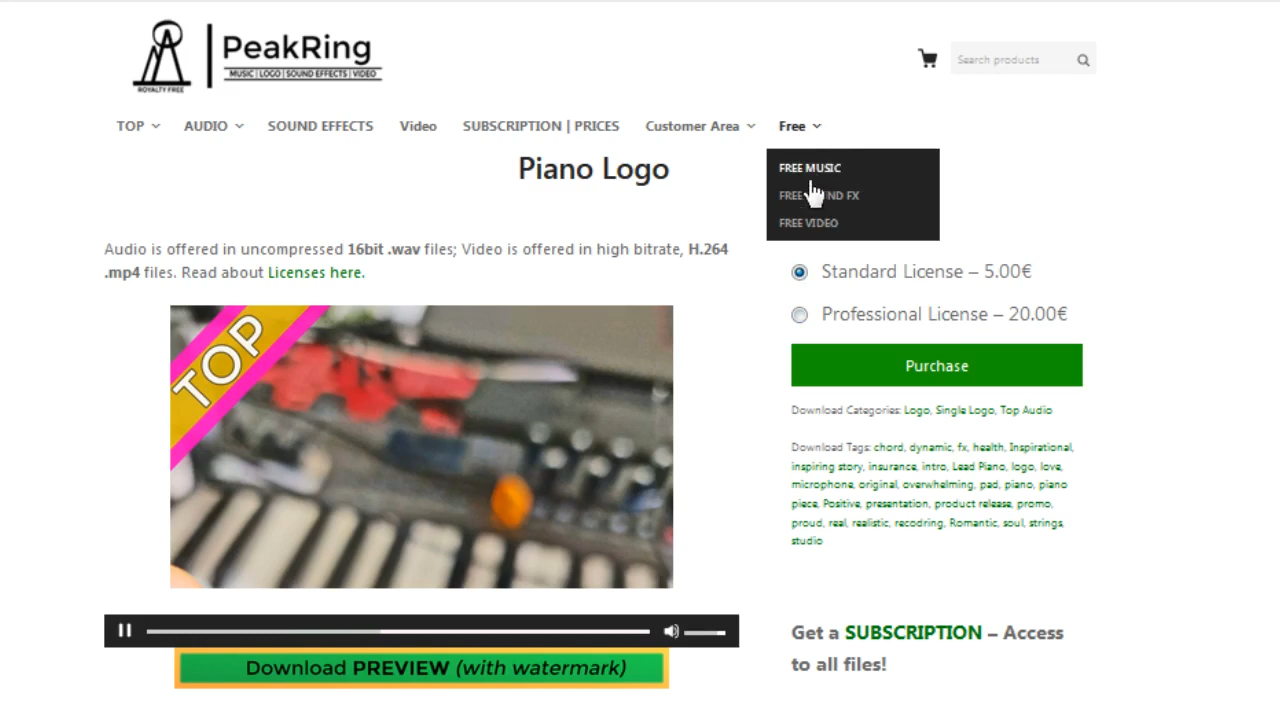 PeakRing
MUSIC | LOGO | SOUND EFFECTS | VIDEO
ROYALTY FREE
Search products
TOP AUDIO SOUND EFFECTS Video SUBSCRIPTION | PRICES Customer Area Free
FREE MUSIC
FREE ND FX
FREE VIDEO
Piano Logo
Audio is offered in uncompressed 16bit .wav files; Video is offered in high bitrate, H.264
.mp4 files. Read about Licenses here.
TOP
Download PREVIEW (with watermark)
Standard License – 5.00€
Professional License – 20.00€
Purchase
Download Categories: Logo, Single Logo, Top Audio
Download Tags: chord, dynamic, fx, health, Inspirational,
inspiring story, insurance, intro, Lead Piano, logo, love,
microphone, original, overwhelming, pad, piano, piano
piece, Positive, presentation, product release, promo,
proud, real, realistic, recodring, Romantic, soul, strings,
studio
Get a SUBSCRIPTION – Access
to all files!